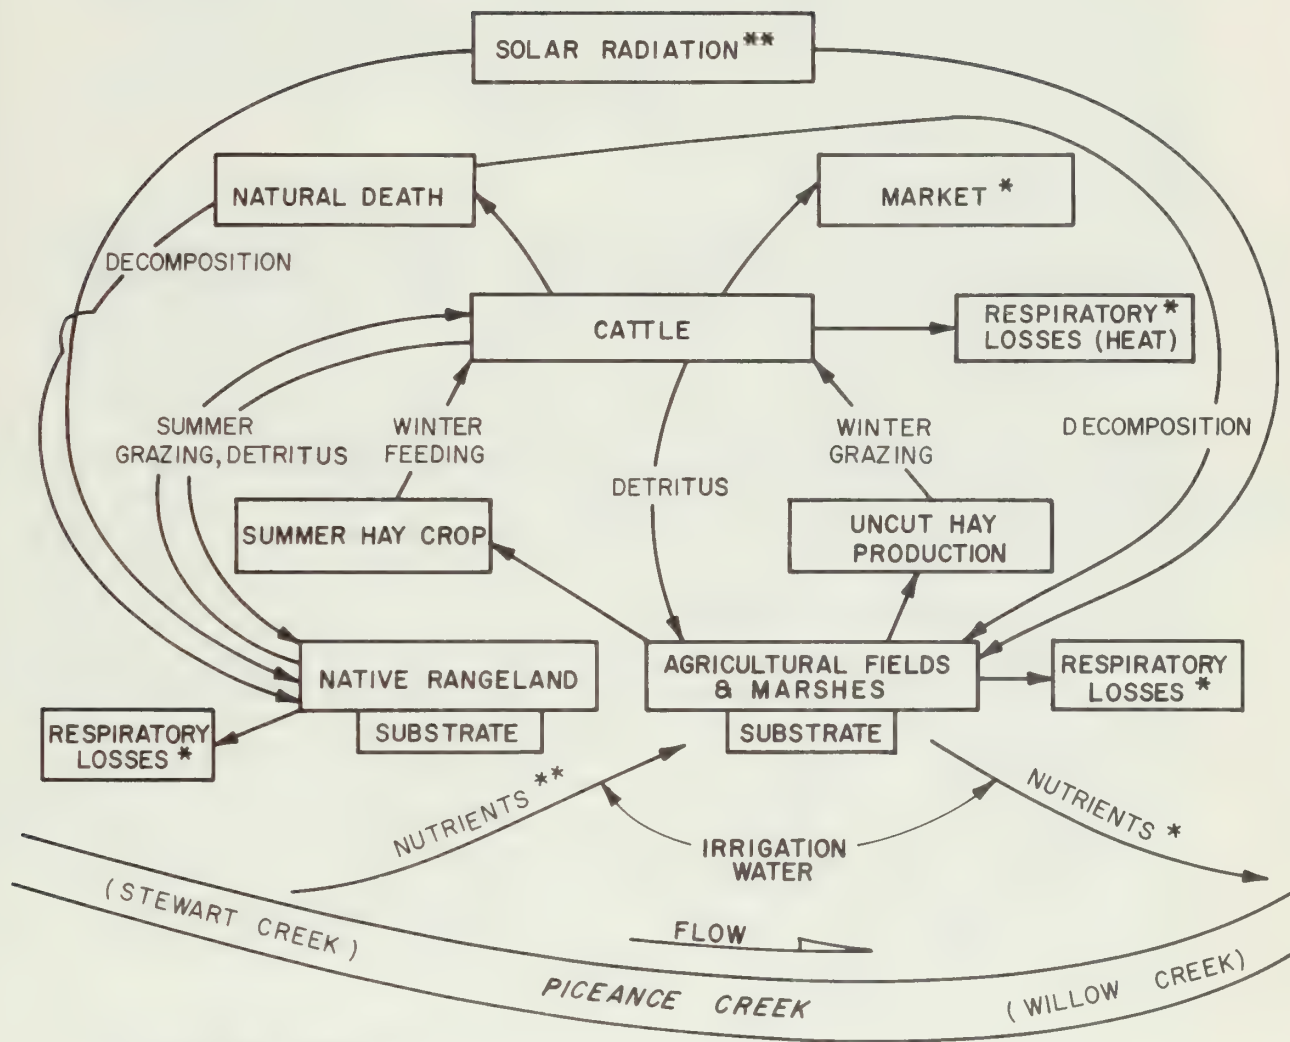 SOLAR RADIATION**
NATURAL DEATH
MARKET *
DECOMPOSITION
CATTLE
RESPIRATORY*
LOSSES (HEAT)
SUMMER
GRAZING, DETRITUS
WINTER
FEEDING
WINTER
GRAZING
DECOMPOSITION
DETRITUS
SUMMER HAY CROP
UNCUT HAY
PRODUCTION
NATIVE RANGELAND
AGRICULTURAL FIELDS
& MARSHES
RESPIRATORY
LOSSES *
SUBSTRATE
SUBSTRATE
RESPIRATORY
LOSSES *
NUTRIENTS **
NUTRIENTS *
IRRIGATION
WATER
(STEWART CREEK)
FLOW
PICEANCE CREEK
(WILLOW CREEK)